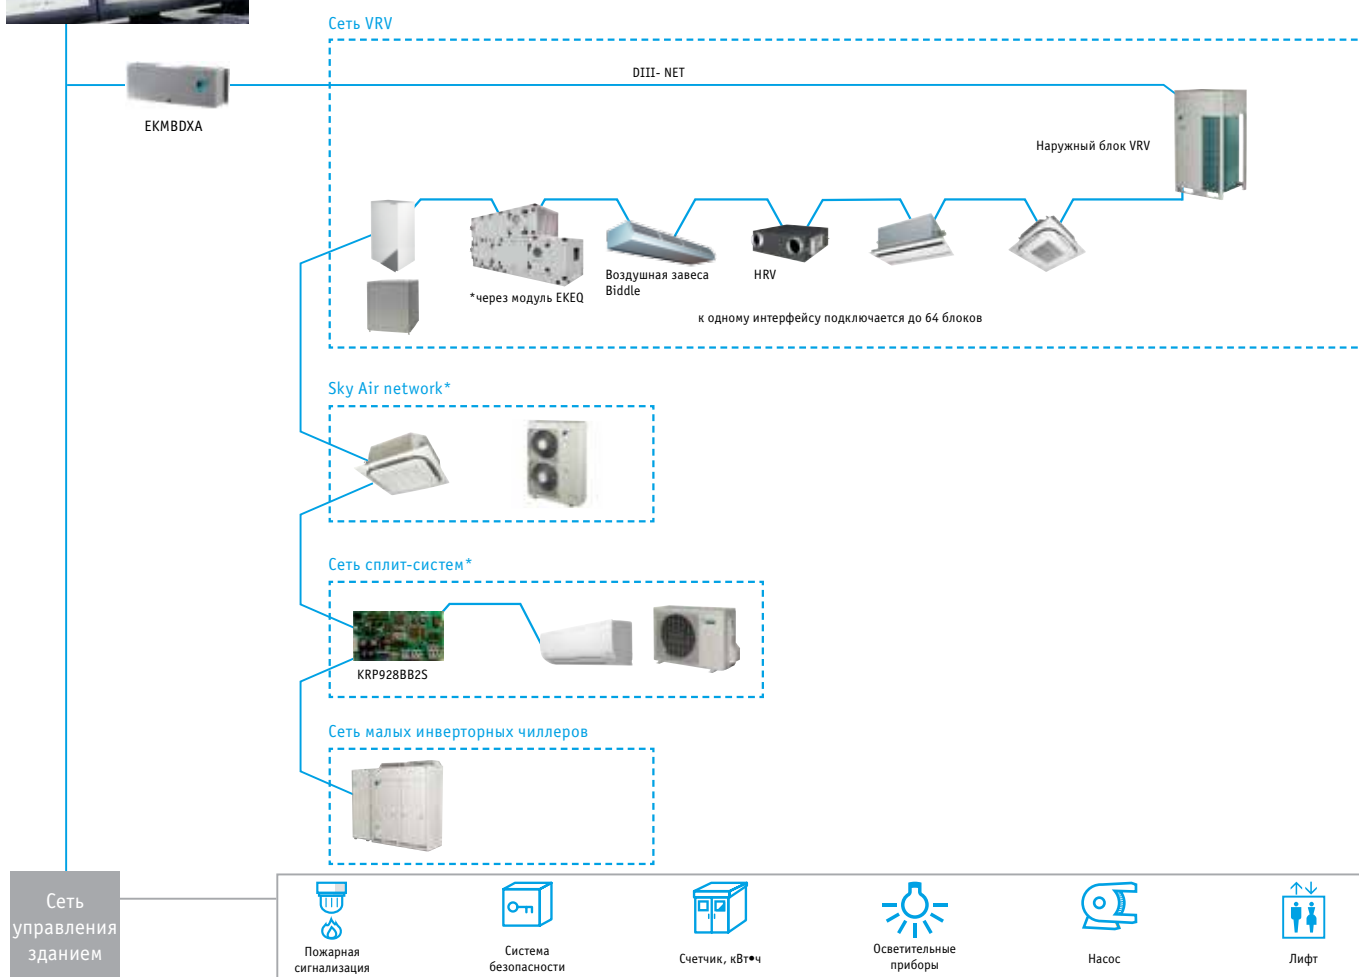 Сеть VRV
DIII- NET
EKMBDXA
Наружный блок VRV
Воздушная завеса
Biddle
HRV
*через модуль EKEQ
к одному интерфейсу подключается до 64 блоков
Sky Air network*
Сеть сплит-систем*
KRP928BB2S
Сеть малых инверторных чиллеров
Сеть
управления
зданием
Пожарная
сигнализация
Система
безопасности
Счетчик, кВт•ч
Осветительные
приборы
Насос
Лифт